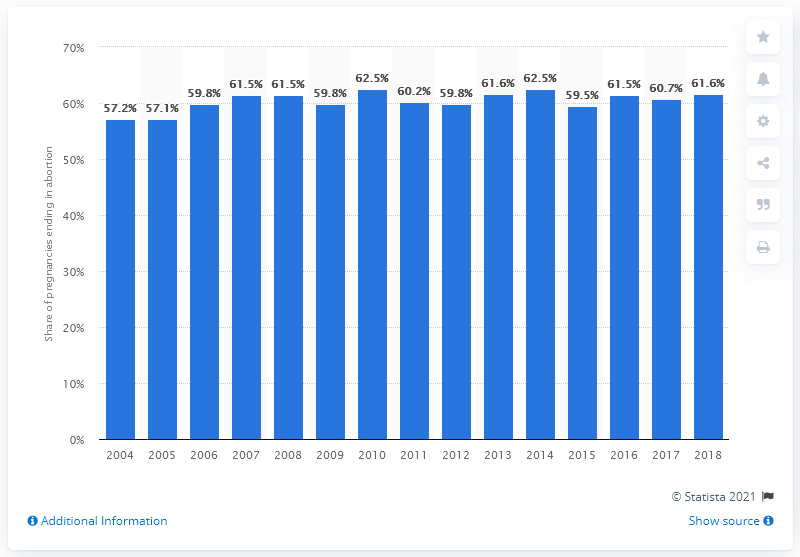 Share of pregnancies ending in abortion
70%
60%
50%
40%
30%
20%
10%
0%
57.2% 57.1% 59.8% 61.5% 61.5% 59.8% 62.5% 60.2% 59.8% 61.6% 62.5% 59.5% 61.5% 60.7% 61.6%
2004 2005 2006 2007 2008 2009 2010 2011 2012 2013 2014 2015 2016 2017 2018
© Statista 2021
Additional Information
Show source